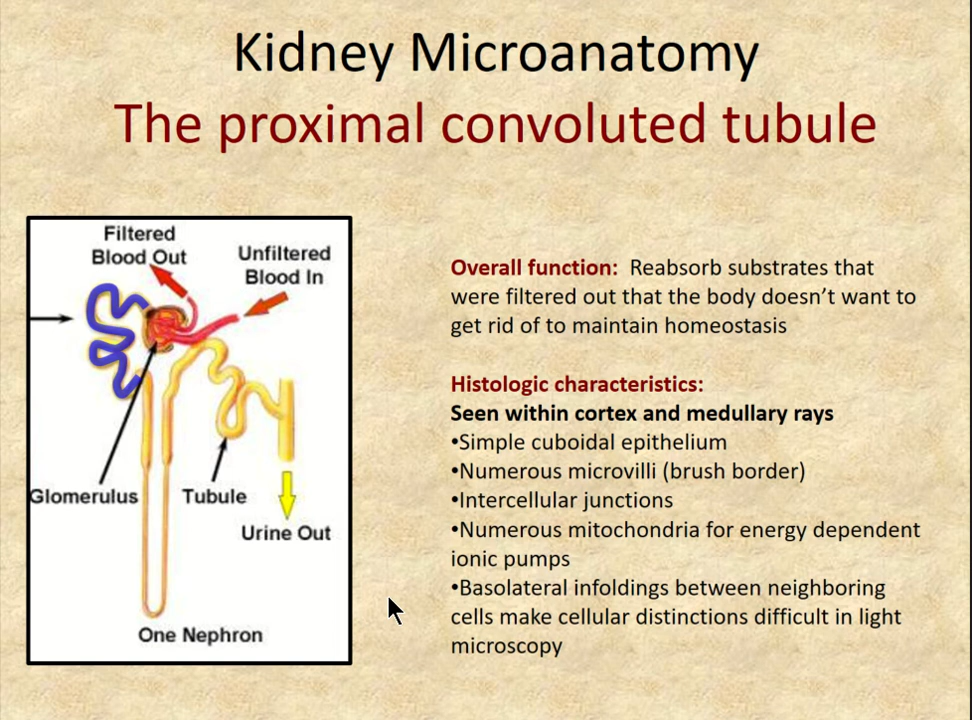 Kidney Microanatomy
The proximal convoluted tubule
Filtered
Blood Out
Unfiltered
Blood In
Glomerulus
Tubule
Urine Out
One Nephron
Overall function:  Reabsorb substrates that
were filtered out that the body doesn’t want to
get rid of to maintain homeostasis
Histologic characteristics:
Seen within cortex and medullary rays
•Simple cuboidal epithelium
•Numerous microvilli (brush border)
•Intercellular junctions
•Numerous mitochondria for energy dependent
ionic pumps
•Basolateral infoldings between neighboring
cells make cellular distinctions difficult in light
microscopy